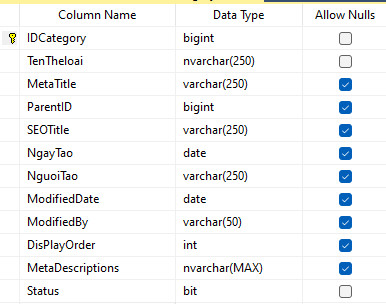 Column Name Data Type Allow Nulls
IDCategory bigint
TenTheloai nvarchar(250)
MetaTitle varchar(250)
ParentID bigint
SEOTitle varchar(250)
NgayTao date
NguoiTao varchar(250)
ModifiedDate date
ModifiedBy varchar(50)
DisPlayOrder int
MetaDescriptions nvarchar(MAX)
Status bit